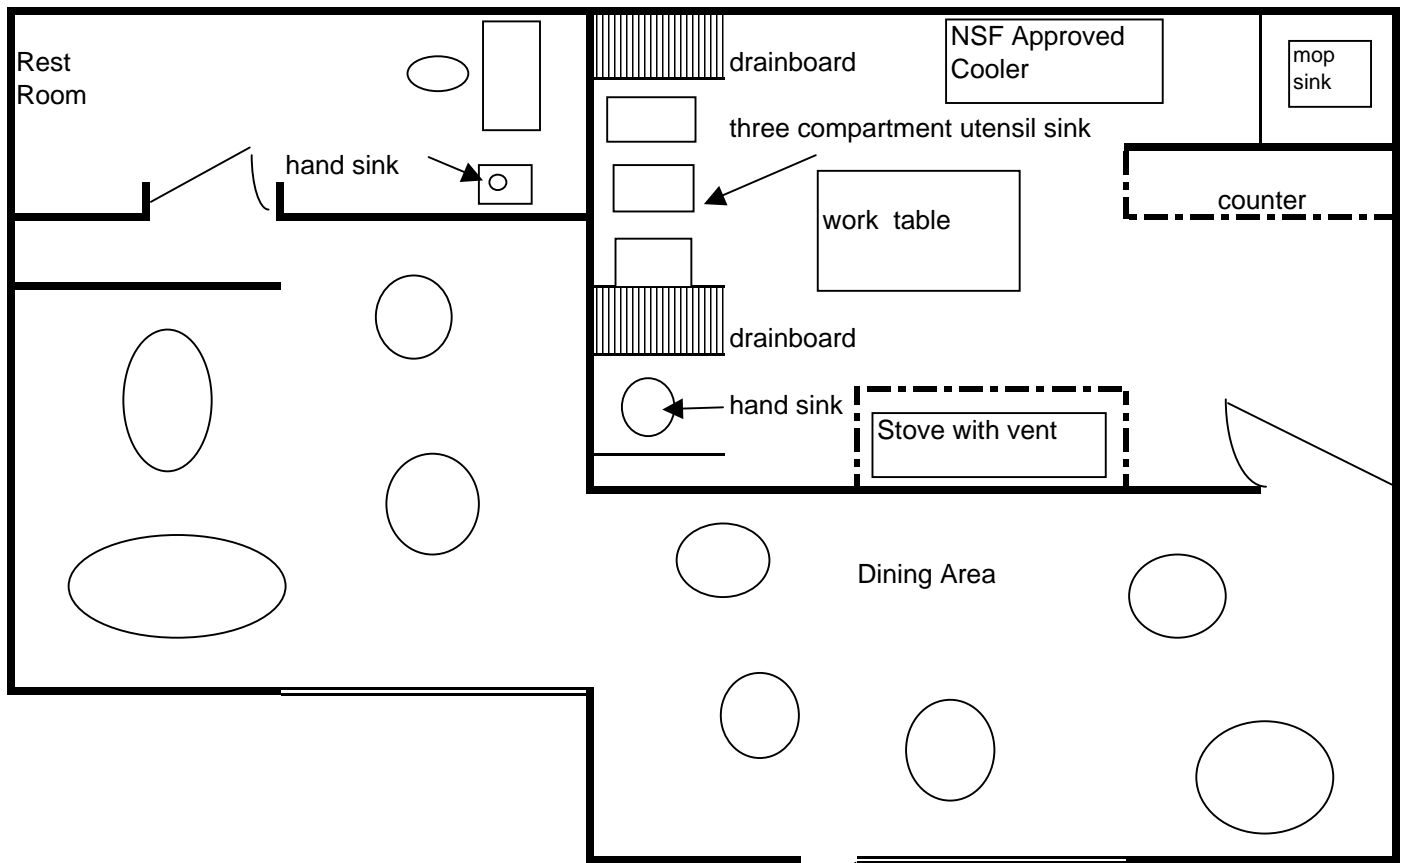 Rest
Room
hand sink
drainboard
NSF Approved
Cooler
mop
sink
three compartment utensil sink
work  table
counter
drainboard
hand sink
Stove with vent
Dining Area